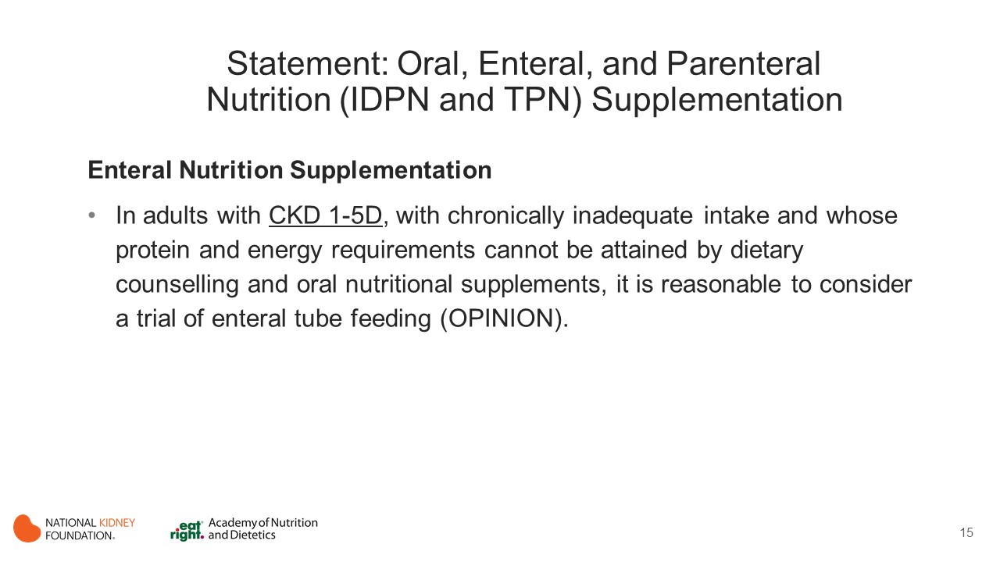 Statement: Oral, Enteral, and Parenteral
Nutrition (IDPN and TPN) Supplementation
Enteral Nutrition Supplementation
• In adults with CKD 1-5D, with chronically inadequate intake and whose
protein and energy requirements cannot be attained by dietary
counselling and oral nutritional supplements, it is reasonable to consider
a trial of enteral tube feeding (OPINION).
NATIONAL KIDNEY
FOUNDATION®
eat
right.
Academy of Nutrition
and Dietetics
15